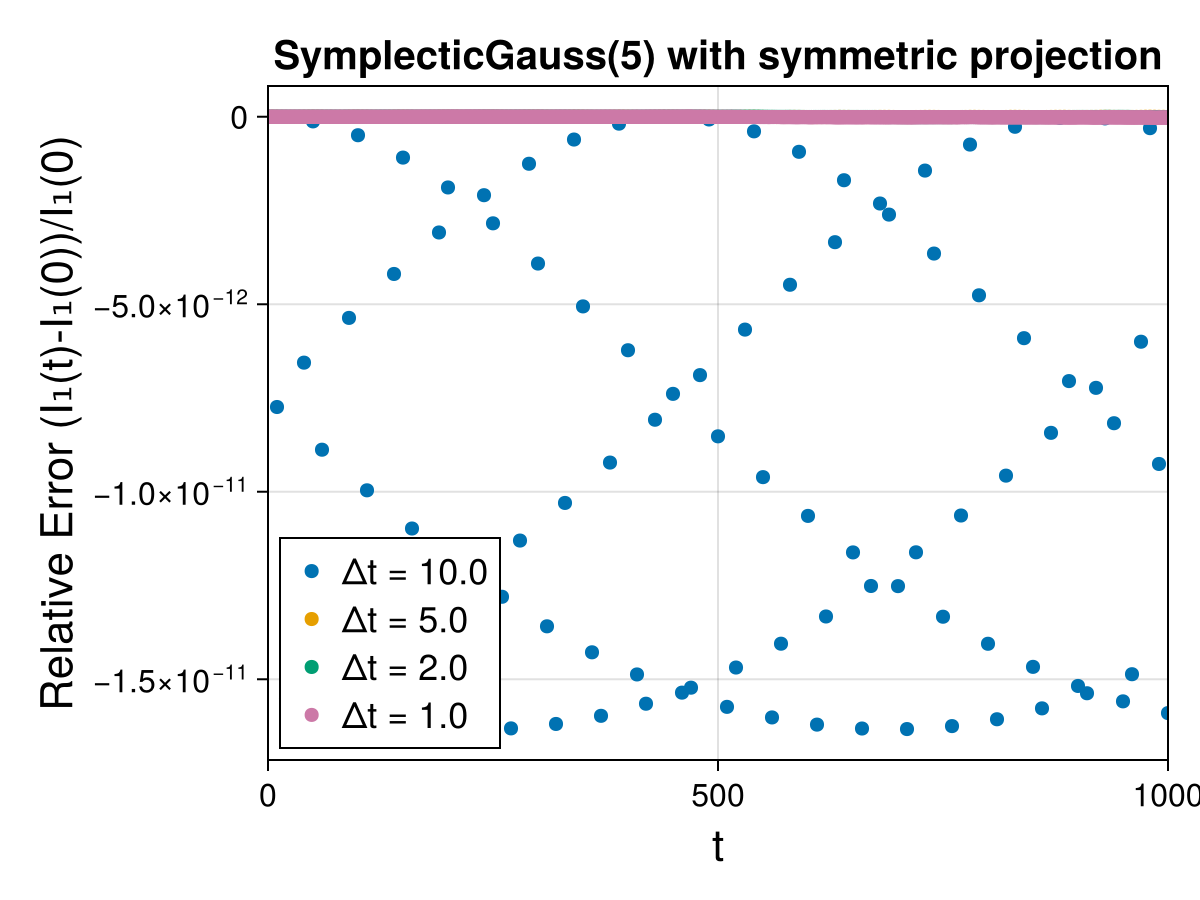 SymplecticGauss(5) with symmetric projection
Relative Error (I₁(t)-I₁(0))/I₁(0)
0
−5.0×10⁻¹²
−1.0×10⁻¹¹
−1.5×10⁻¹¹
Δt = 10.0
Δt = 5.0
Δt = 2.0
Δt = 1.0
0 500 1000
t